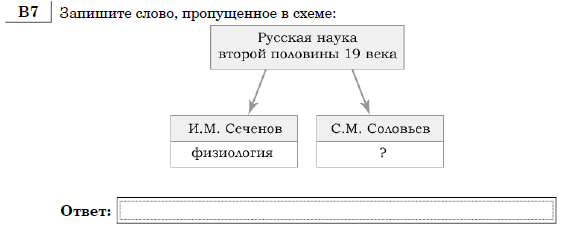 В7 Запишите слово, пропущенное в схеме:
Русская наука
второй половины 19 века
И.М. Сеченов
физиология
С.М. Соловьев
?
Ответ: